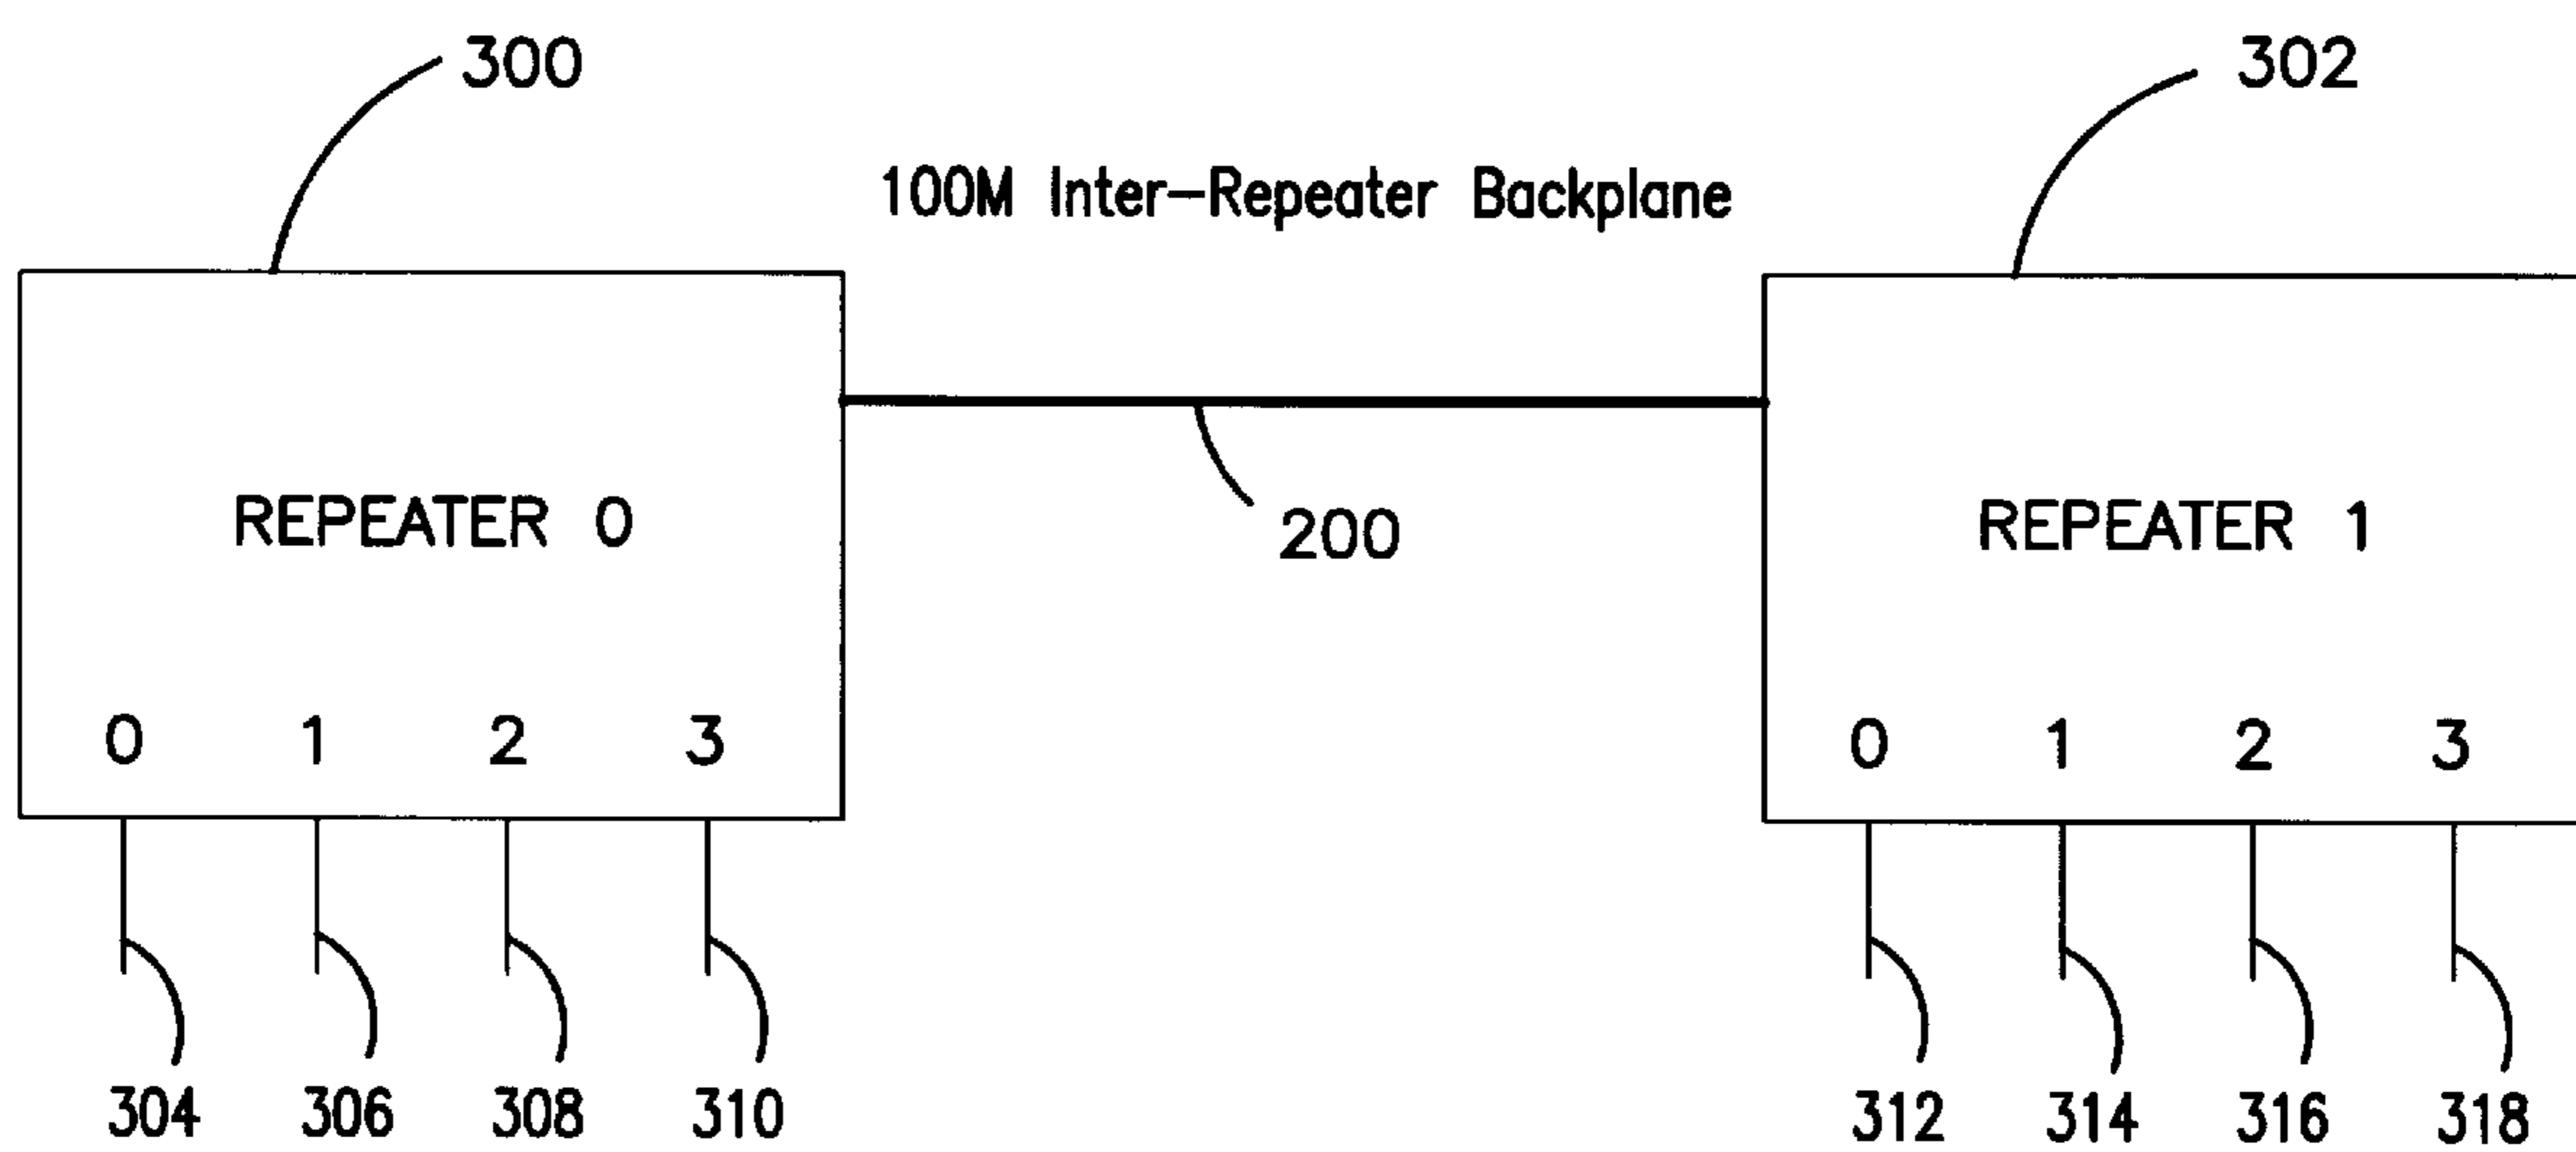 300
302
100M Inter-Repeater Backplane
200
REPEATER 0
REPEATER 1
0 1 2 3
0 1 2 3
304 306 308 310
312 314 316 318